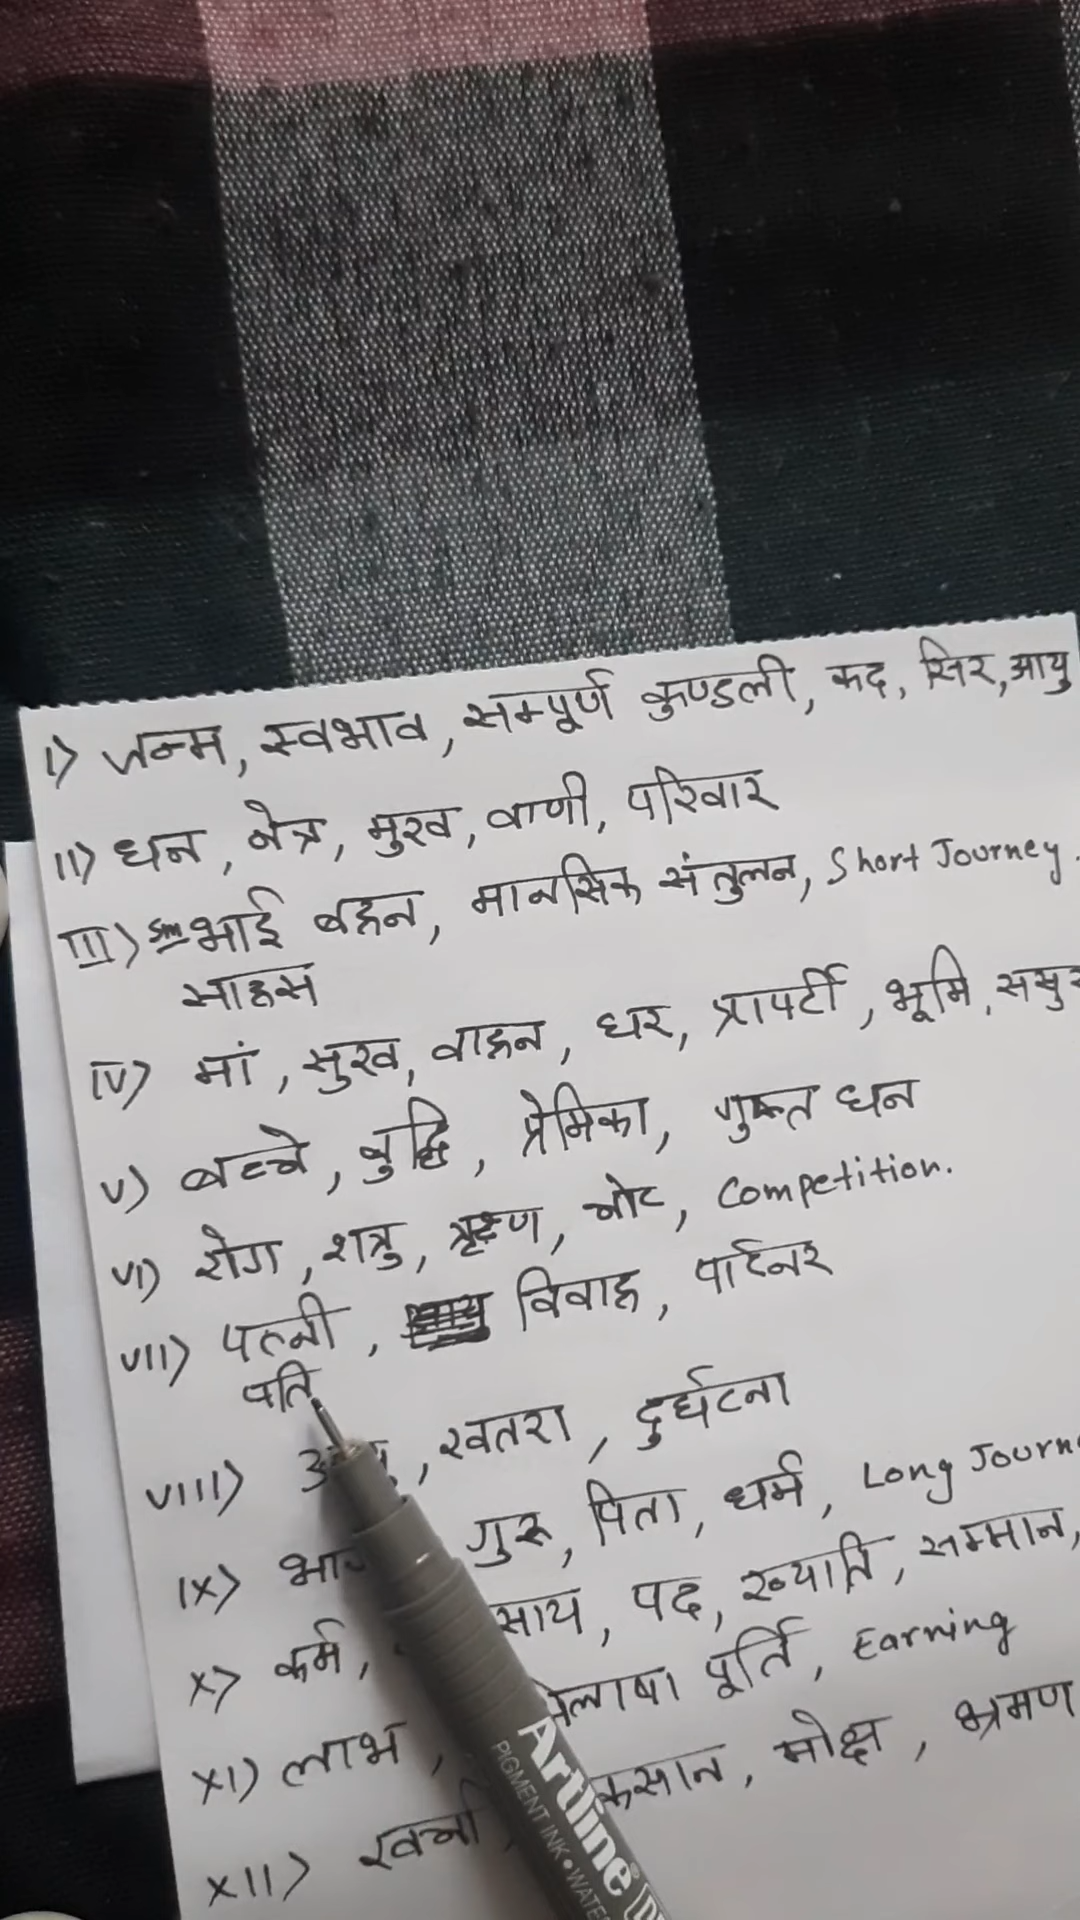 I) जन्म, स्वभाव, सम्पूर्ण कुण्डली, कद, सिर, आयु
II) धन, नेत्र, मुख, वाणी, परिवार
III) भाई बहन, मानसिक संतुलन, Short Journey.
साहस
IV) मां, सुख, वाहन, घर, प्रापर्टी, भूमि,
V) बच्चे, बुद्धि, प्रेमिका, गुप्त धन
VI) रोग, शत्रु, ऋण, चोट, Competition.
VII) पत्नी, विवाह, पार्टनर
पति
VIII) खतरा, दुर्घटना
IX) गुरू, पिता, धर्म, Long
X) कर्म, पद, ख्याति, सम्मान,
XI) लाभ, पूर्ति, Earning
XII) मोक्ष, भ्रमण
Artline
PIGMENT INK